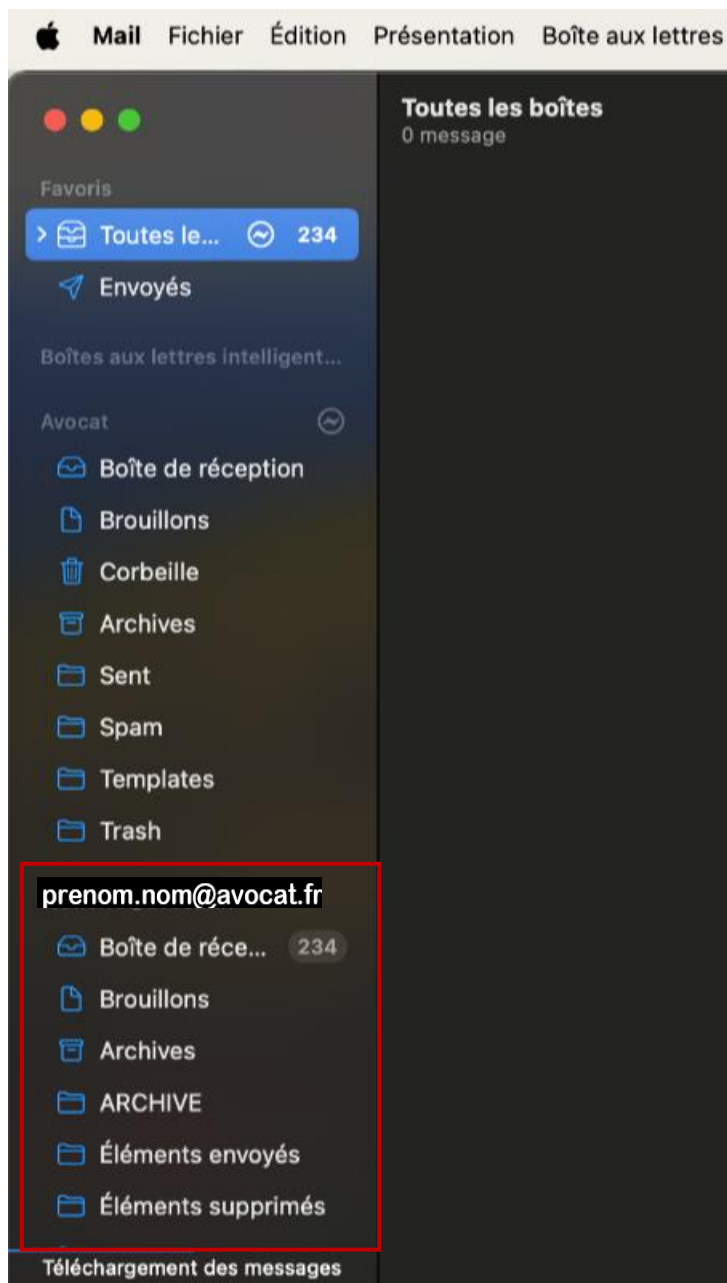 Mail Fichier Édition Présentation Boîte aux lettres
Toutes les boîtes
0 message
Favoris
Toutes le... 234
Envoyés
Boîtes aux lettres intelligent...
Avocat
Boîte de réception
Brouillons
Corbeille
Archives
Sent
Spam
Templates
Trash
prenom.nom@avocat.fr
Boîte de réce... 234
Brouillons
Archives
ARCHIVE
Éléments envoyés
Éléments supprimés
Téléchargement des messages